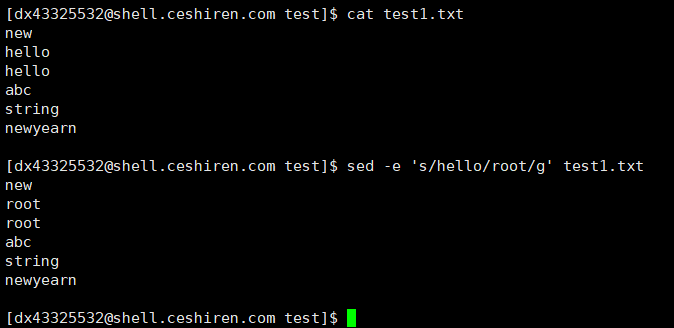 [dx43325532@shell.ceshiren.com test]$ cat test1.txt
new
hello
hello
abc
string
newyearn

[dx43325532@shell.ceshiren.com test]$ sed -e 's/hello/root/g' test1.txt
new
root
root
abc
string
newyearn

[dx43325532@shell.ceshiren.com test]$